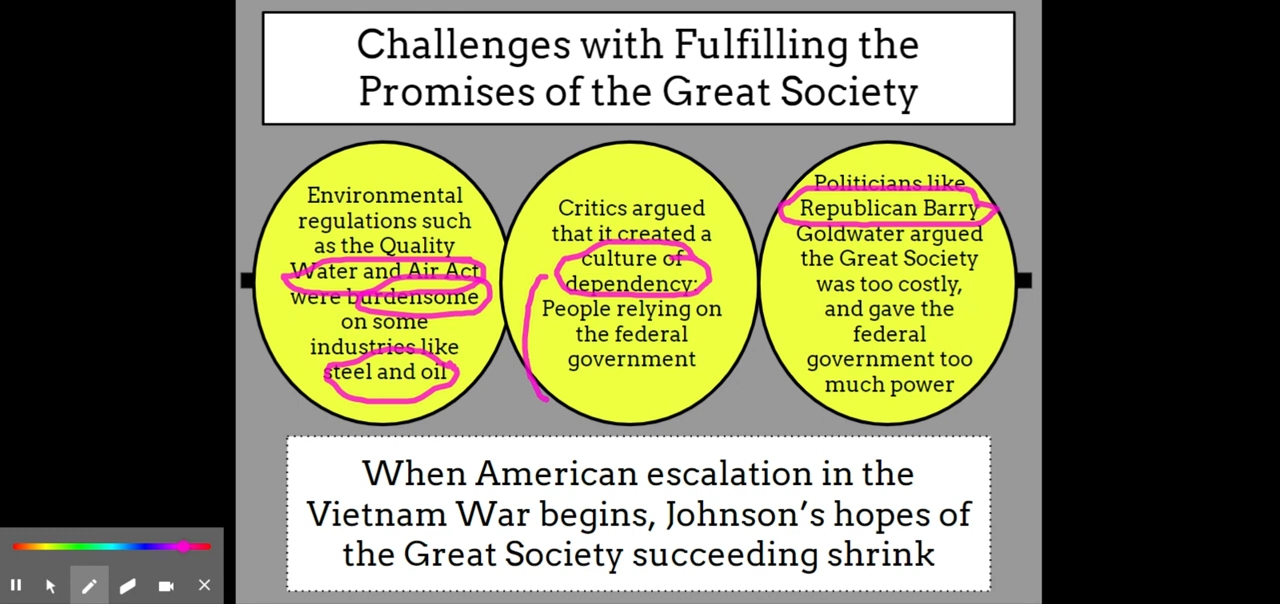 Challenges with Fulfilling the
Promises of the Great Society
Environmental
regulations such
as the Quality
Water and Air Act
were burdensome
on some
industries like
steel and oil
Critics argued
that it created a
culture of
dependency:
People relying on
the federal
government
Politicians like
Republican Barry
Goldwater argued
the Great Society
was too costly,
and gave the
federal
government too
much power
When American escalation in the
Vietnam War begins, Johnson’s hopes of
the Great Society succeeding shrink